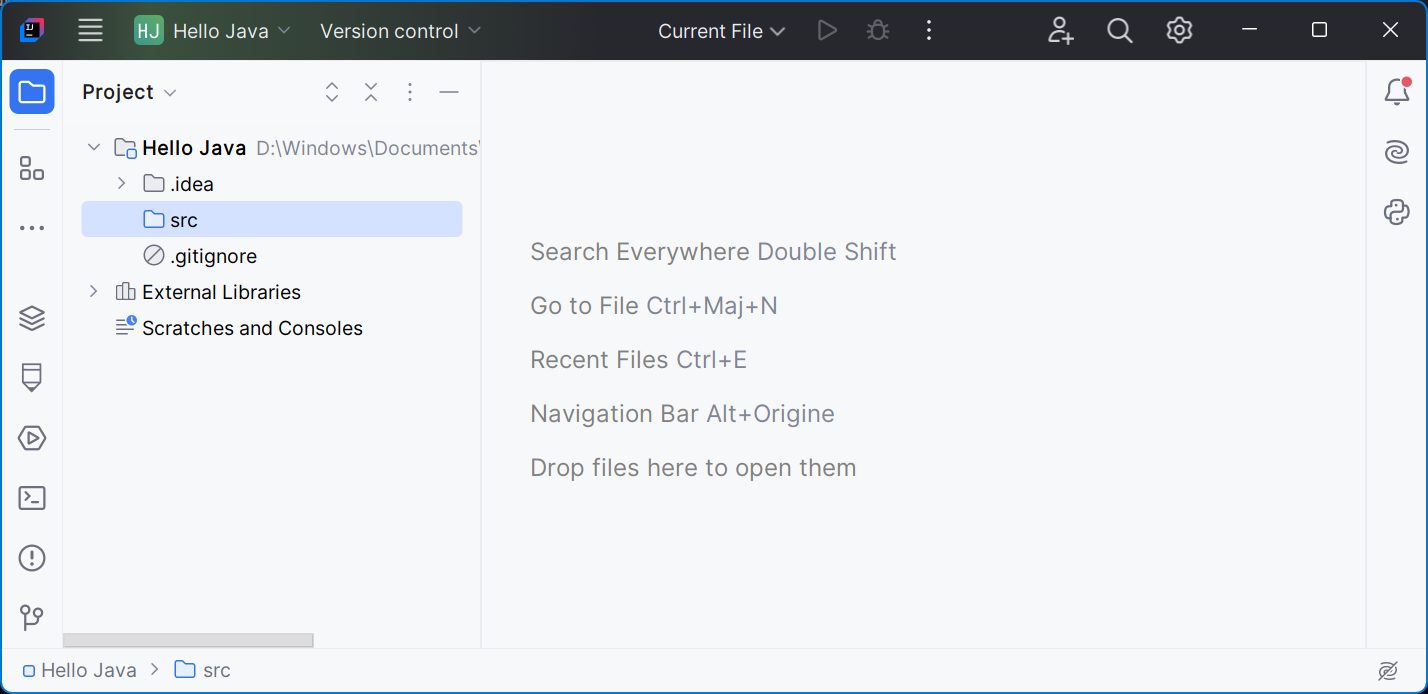 HJ Hello Java Version control Current File
Project
Hello Java D:\Windows\Documents\
.idea
src
.gitignore
External Libraries
Scratches and Consoles
Search Everywhere Double Shift
Go to File Ctrl+Maj+N
Recent Files Ctrl+E
Navigation Bar Alt+Origine
Drop files here to open them
Hello Java src